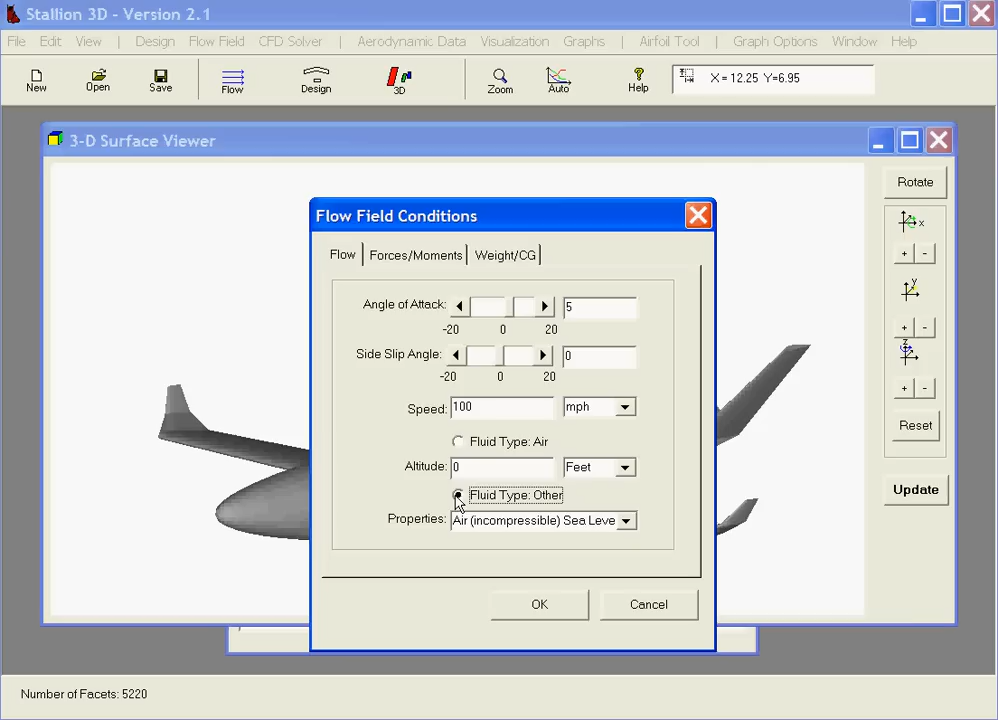 Stallion 3D - Version 2.1
File Edit View | Design Flow Field CFD Solver | Aerodynamic Data Visualization Graphs | Airfoil Tool | Graph Options Window Help
New Open Save Flow Design 3D Zoom Auto Help X = 12.25 Y=6.95
3-D Surface Viewer
Rotate
Flow Field Conditions
x
Flow Forces/Moments Weight/CG
+ -
Y
Angle of Attack: 5
-20 0 20
+ -
Side Slip Angle: 0
Z
-20 0 20
+ -
Speed: 100 mph
Reset
Fluid Type: Air
Altitude: 0 Feet
Update
Fluid Type: Other
Properties: Air (incompressible) Sea Leve
OK Cancel
Number of Facets: 5220